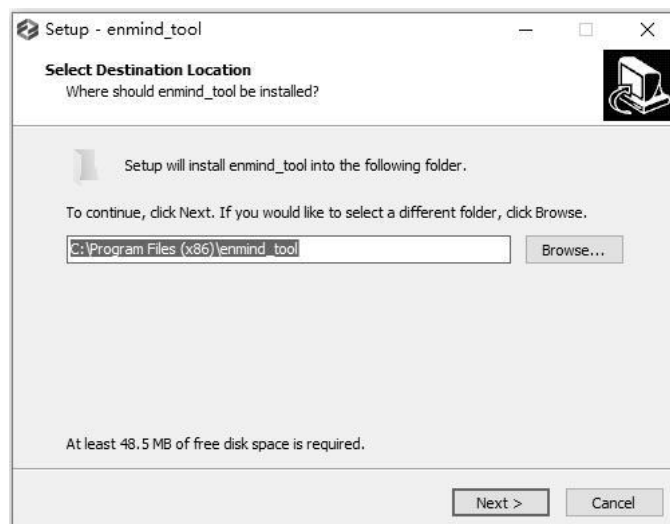 Setup - enmind_tool
Select Destination Location
Where should enmind_tool be installed?
Setup will install enmind_tool into the following folder.
To continue, click Next. If you would like to select a different folder, click Browse.
C:\Program Files (x86)\enmind_tool
Browse...
At least 48.5 MB of free disk space is required.
Next >
Cancel